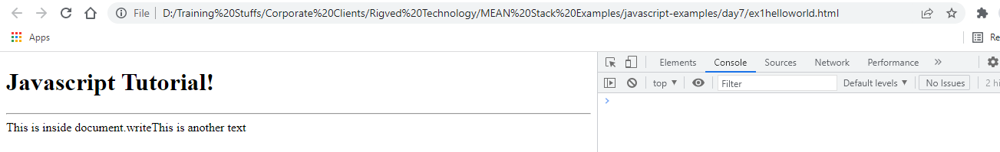 File D:/Training%20Stuffs/Corporate%20Clients/Rigved%20Technology/MEAN%20Stack%20Examples/javascript-examples/day7/ex1helloworld.html
Apps
Re
Elements Console Sources Network Performance
top Filter Default levels No Issues 2 hi
Javascript Tutorial!
This is inside document.writeThis is another text